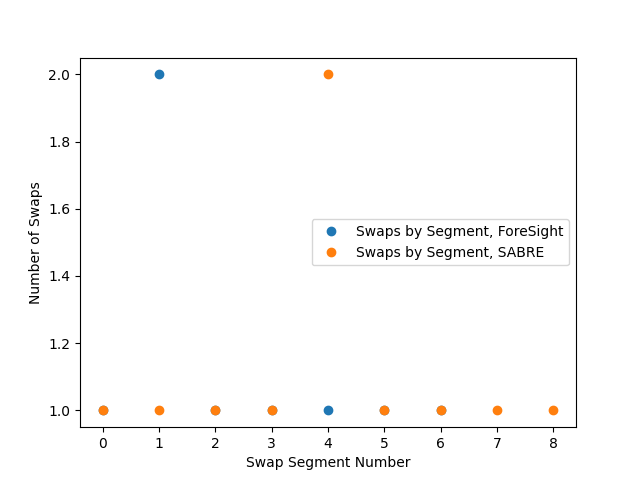 2.0
1.8
1.6
1.4
1.2
1.0
Number of Swaps
Swaps by Segment, ForeSight
Swaps by Segment, SABRE
0 1 2 3 4 5 6 7 8
Swap Segment Number